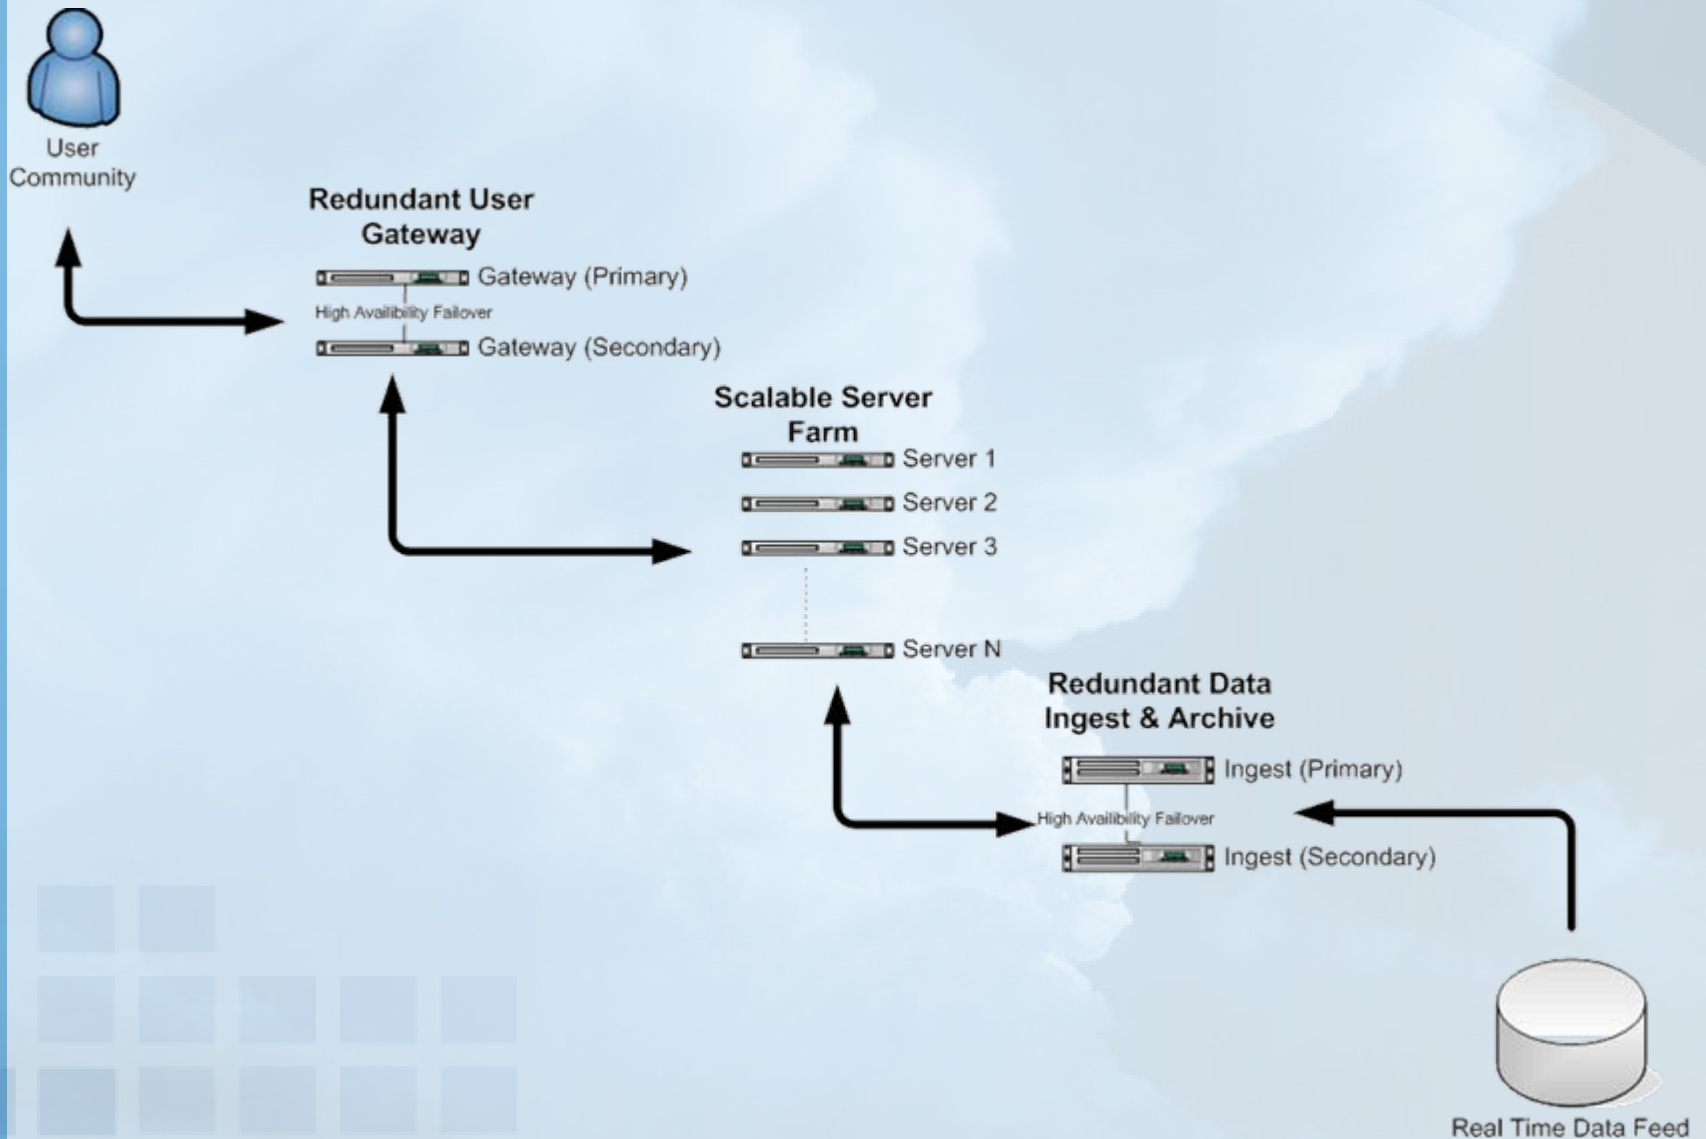 User
Community
Redundant User
Gateway
Gateway (Primary)
High Availibility Failover
Gateway (Secondary)
Scalable Server
Farm
Server 1
Server 2
Server 3
Server N
Redundant Data
Ingest & Archive
Ingest (Primary)
High Availibility Failover
Ingest (Secondary)
Real Time Data Feed